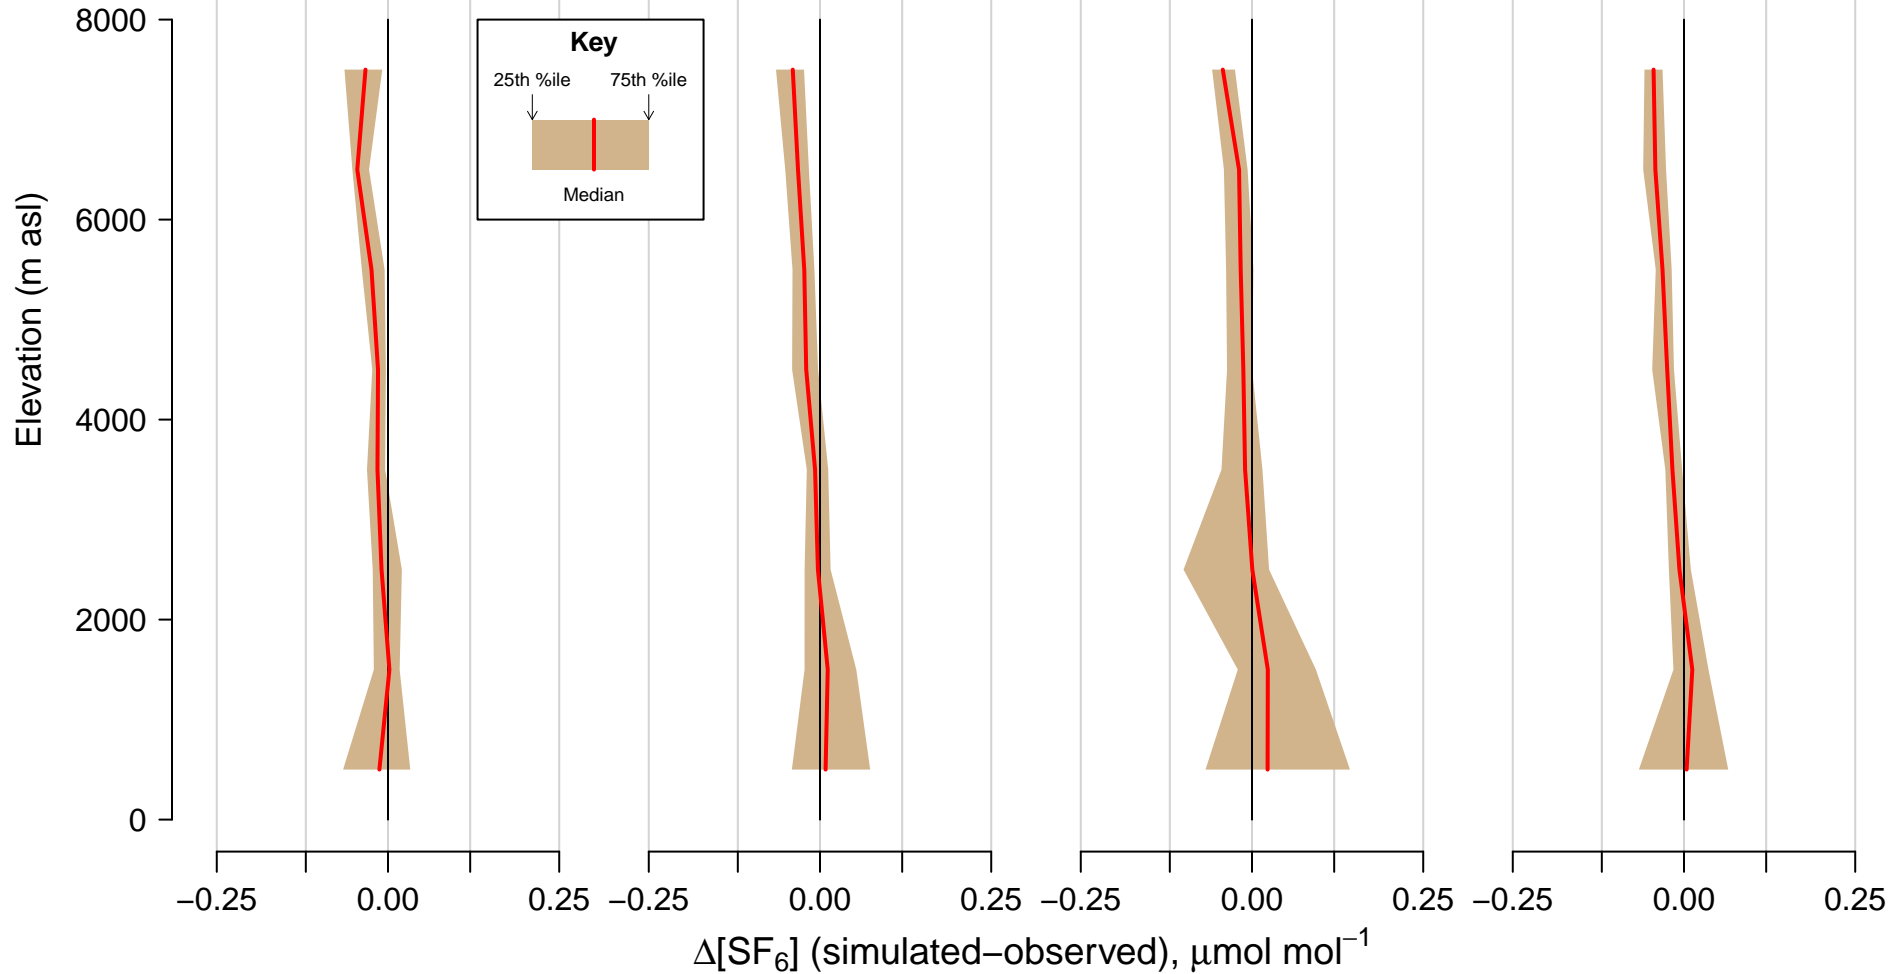 8000
6000
4000
2000
0
Elevation (m asl)
Key
25th %ile 75th %ile
Median
−0.25 0.00 0.25 −0.25 0.00 0.25 −0.25 0.00 0.25 −0.25 0.00 0.25
Δ[SF₆] (simulated−observed), μmol mol⁻¹